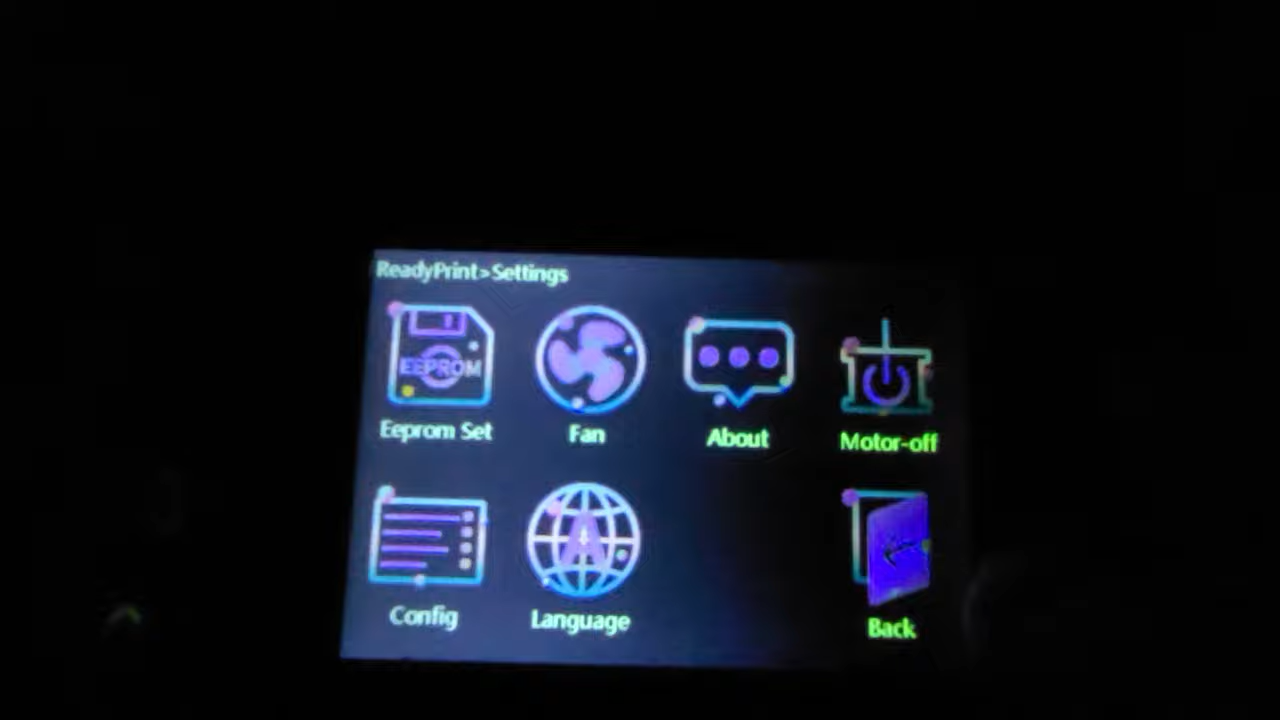 ReadyPrint>Settings
EEPROM
Eeprom Set
Fan
About
Motor-off
A
Config
Language
Back